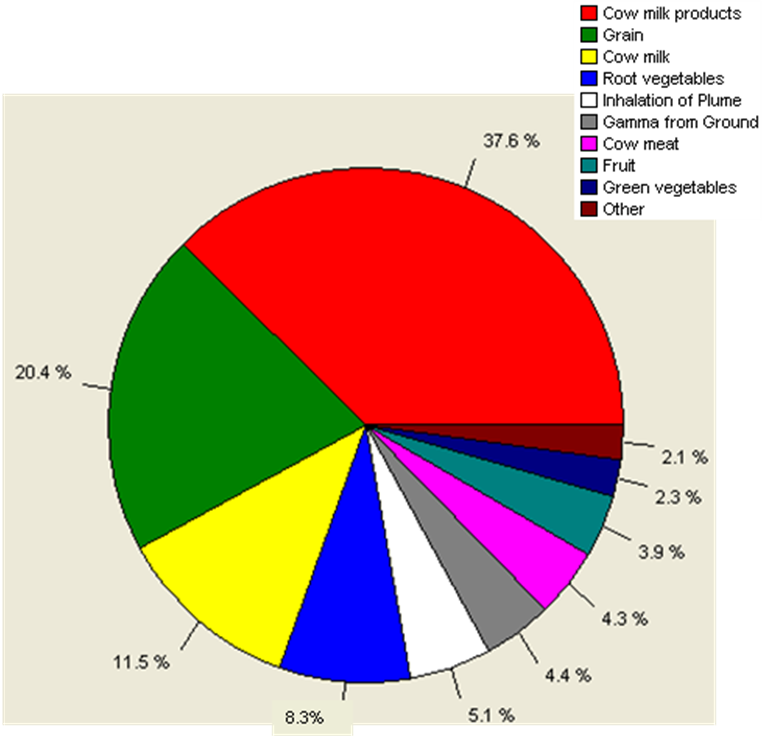 Cow milk products
Grain
Cow milk
Root vegetables
Inhalation of Plume
Gamma from Ground
Cow meat
Fruit
Green vegetables
Other
37.6 %
20.4 %
11.5 %
8.3%
5.1 %
4.4 %
4.3 %
3.9 %
2.3 %
2.1 %